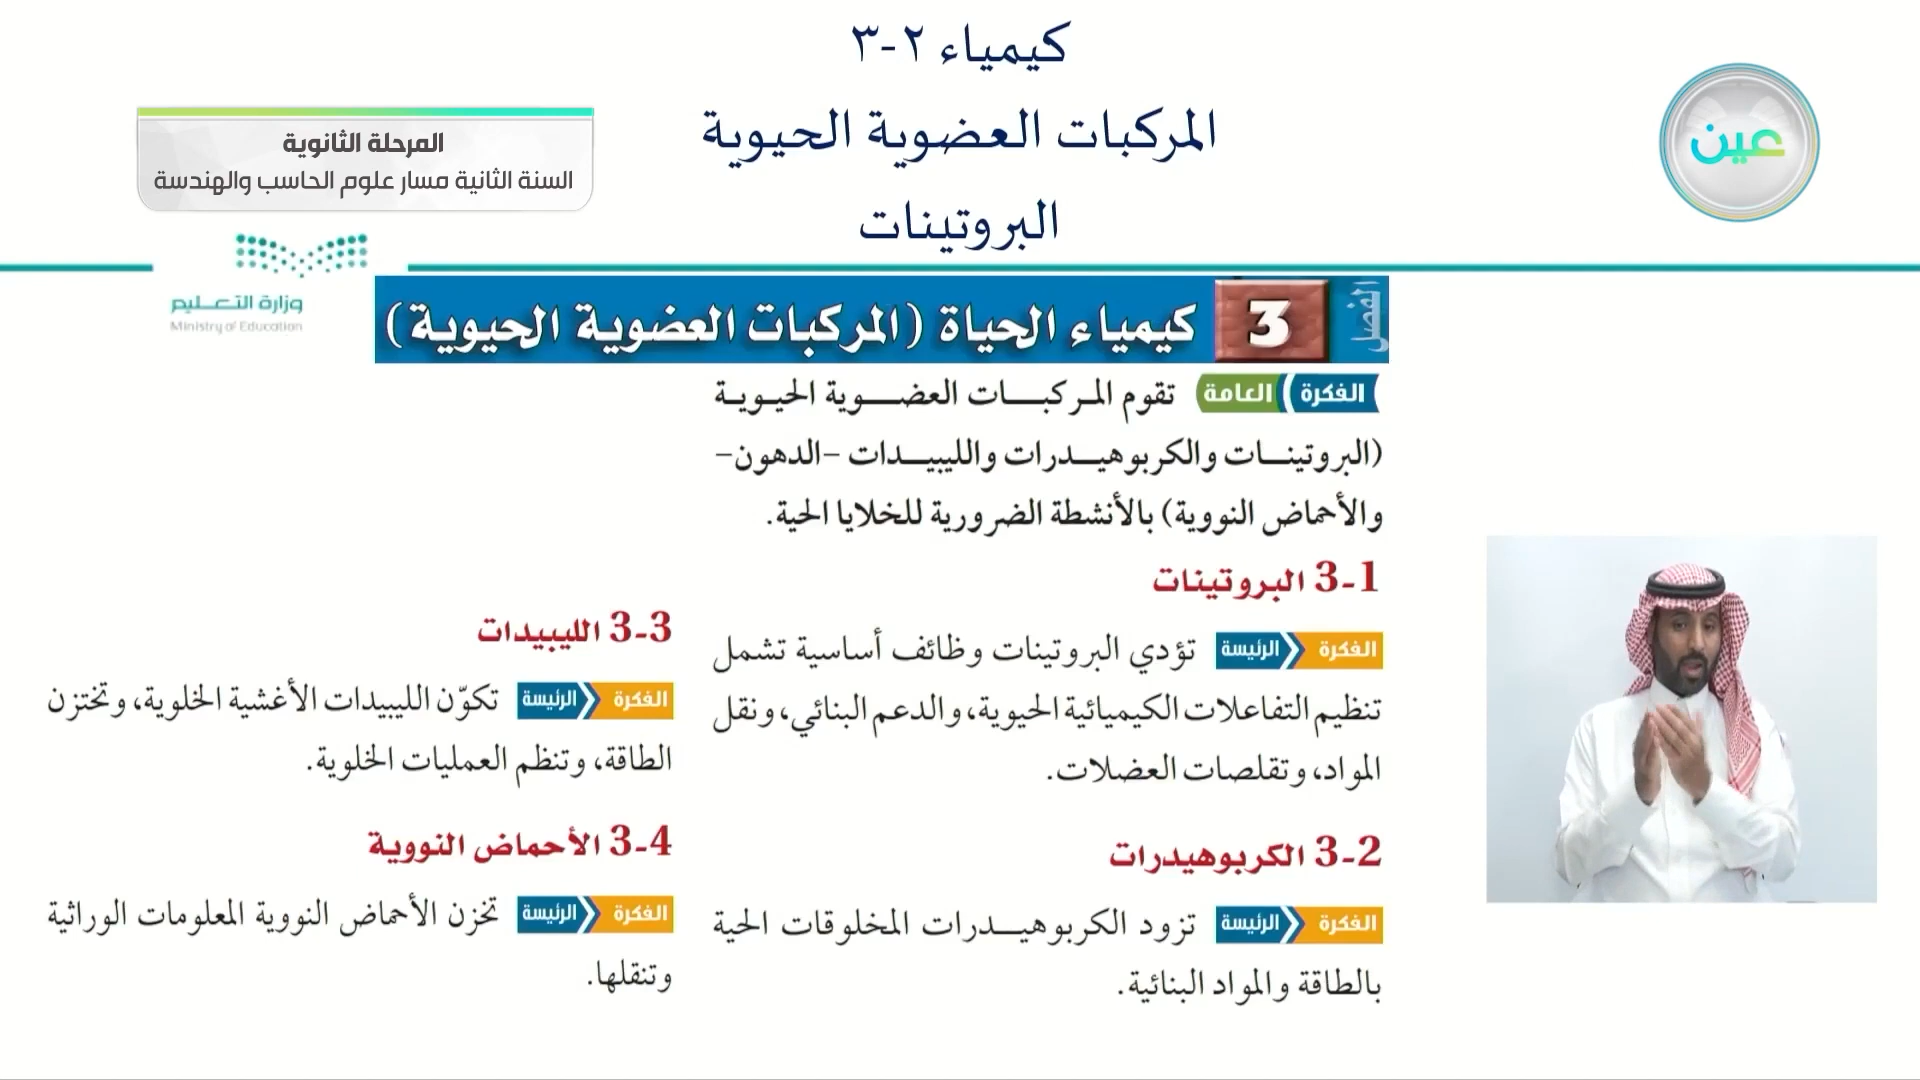 كيمياء ٢-٣
المركبات العضوية الحيوية
البروتينات
عين
المرحلة الثانوية
السنة الثانية مسار علوم الحاسب والهندسة
وزارة التعـــليم
Ministry of Education
الفصل 3 كيمياء الحياة (المركبات العضوية الحيوية)
الفكرة العامة تقوم المركبات العضوية الحيوية
(البروتينات والكربوهيدرات والليبيدات –الدهون–
والأحماض النووية) بالأنشطة الضرورية للخلايا الحية.
3-1 البروتينات
الفكرة الرئيسة تؤدي البروتينات وظائف أساسية تشمل
تنظيم التفاعلات الكيميائية الحيوية، والدعم البنائي، ونقل
المواد، وتقلصات العضلات.
3-2 الكربوهيدرات
الفكرة الرئيسة تزود الكربوهيدرات المخلوقات الحية
بالطاقة والمواد البنائية.
3-3 الليبيدات
الفكرة الرئيسة تكوّن الليبيدات الأغشية الخلوية، وتختزن
الطاقة، وتنظم العمليات الخلوية.
3-4 الأحماض النووية
الفكرة الرئيسة تخزن الأحماض النووية المعلومات الوراثية
وتنقلها.